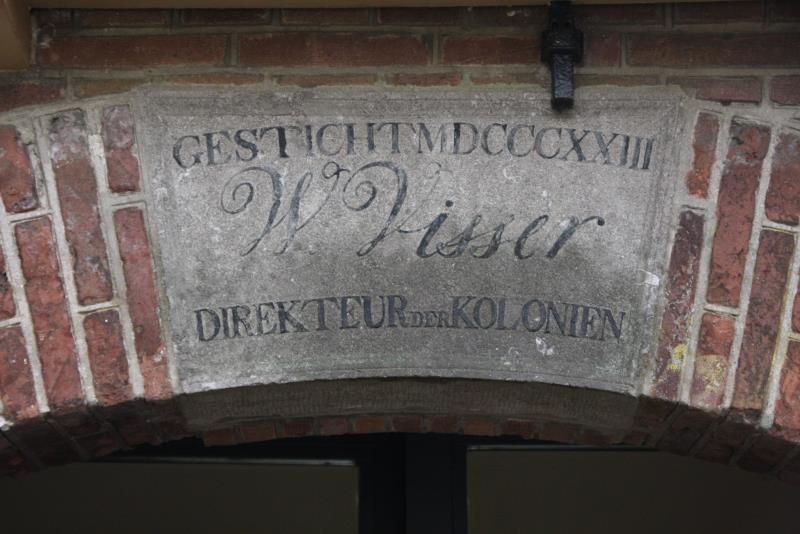 GESTICHT MDCCCXXIII
W. Visser
DIREKTEUR DER KOLONIEN